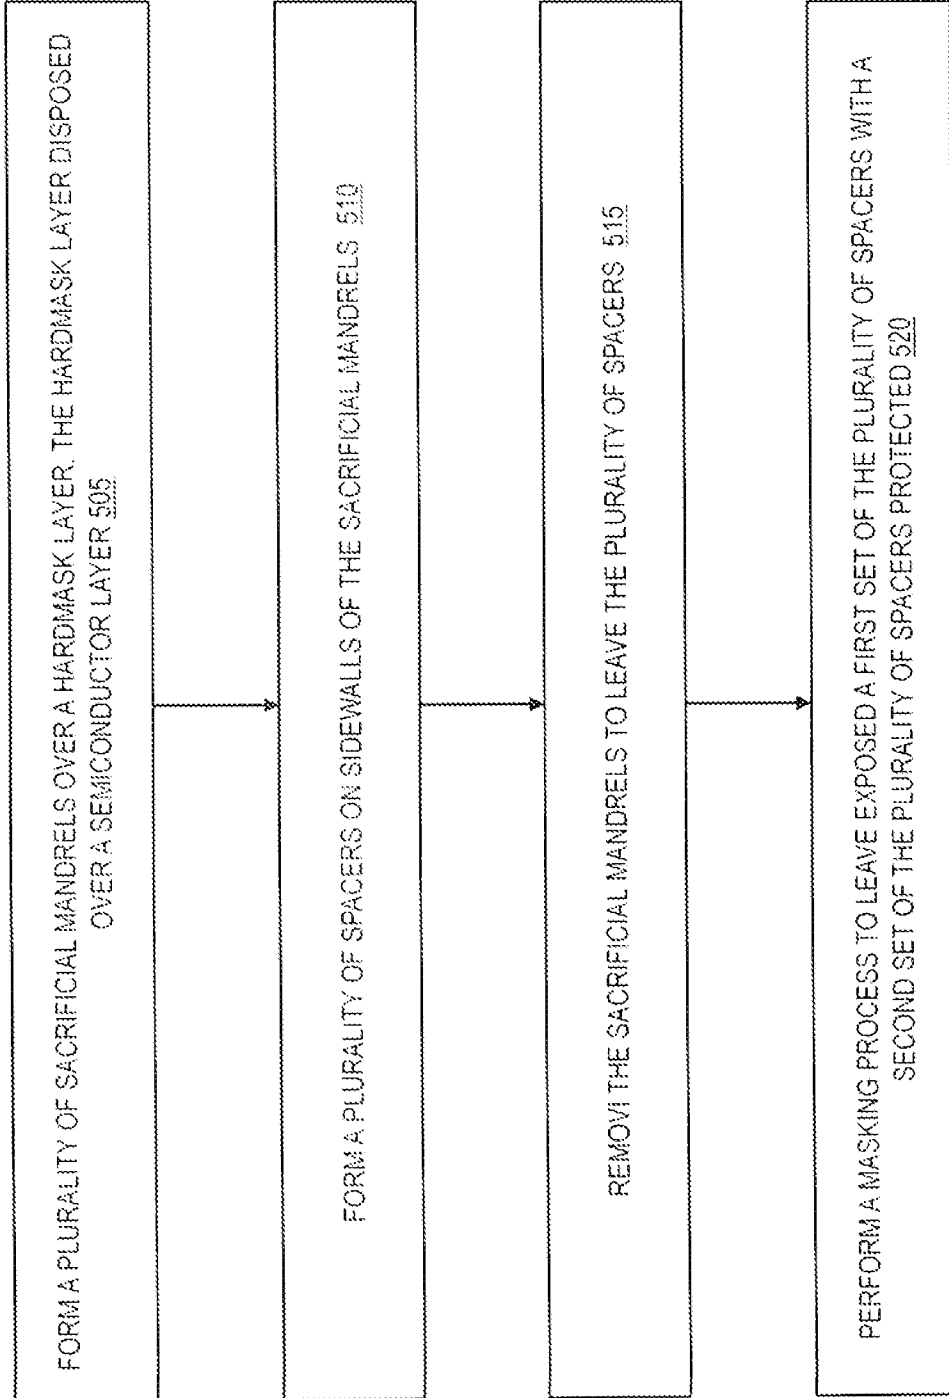 FORM A PLURALITY OF SACRIFICIAL MANDRELS OVER A HARDMASK LAYER, THE HARDMASK LAYER DISPOSED
OVER A SEMICONDUCTOR LAYER 505
FORM A PLURALITY OF SPACERS ON SIDEWALLS OF THE SACRIFICIAL MANDRELS 510
REMOVI THE SACRIFICIAL MANDRELS TO LEAVE THE PLURALITY OF SPACERS 515
PERFORM A MASKING PROCESS TO LEAVE EXPOSED A FIRST SET OF THE PLURALITY OF SPACERS WITH A
SECOND SET OF THE PLURALITY OF SPACERS PROTECTED 520